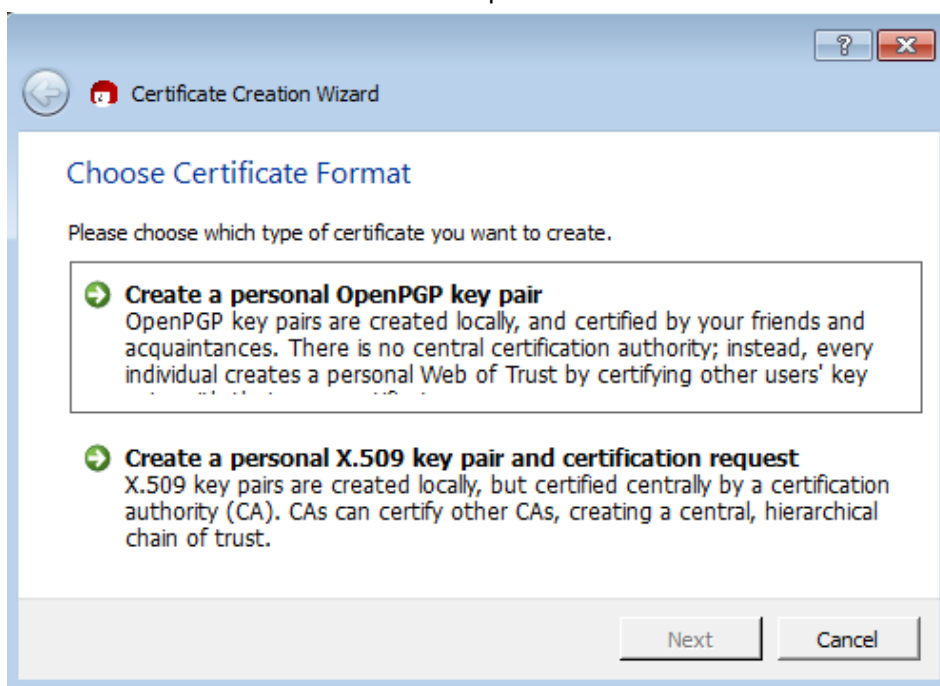 Certificate Creation Wizard
Choose Certificate Format
Please choose which type of certificate you want to create.
Create a personal OpenPGP key pair
OpenPGP key pairs are created locally, and certified by your friends and
acquaintances. There is no central certification authority; instead, every
individual creates a personal Web of Trust by certifying other users' key
Create a personal X.509 key pair and certification request
X.509 key pairs are created locally, but certified centrally by a certification
authority (CA). CAs can certify other CAs, creating a central, hierarchical
chain of trust.
Next Cancel